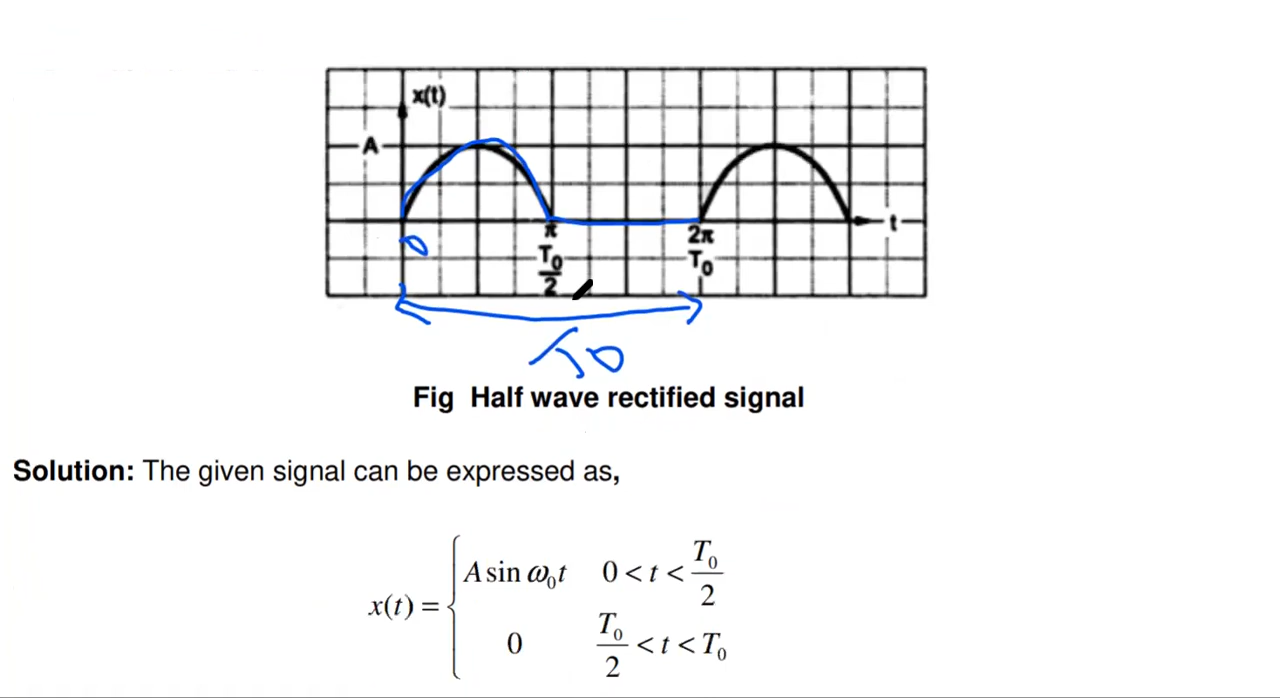 x(t)
A
t
0
π 2π
T₀/2 T₀
T₀
Fig Half wave rectified signal
Solution: The given signal can be expressed as,
x(t) = { A sin ω₀t 0 < t < T₀/2
0 T₀/2 < t < T₀